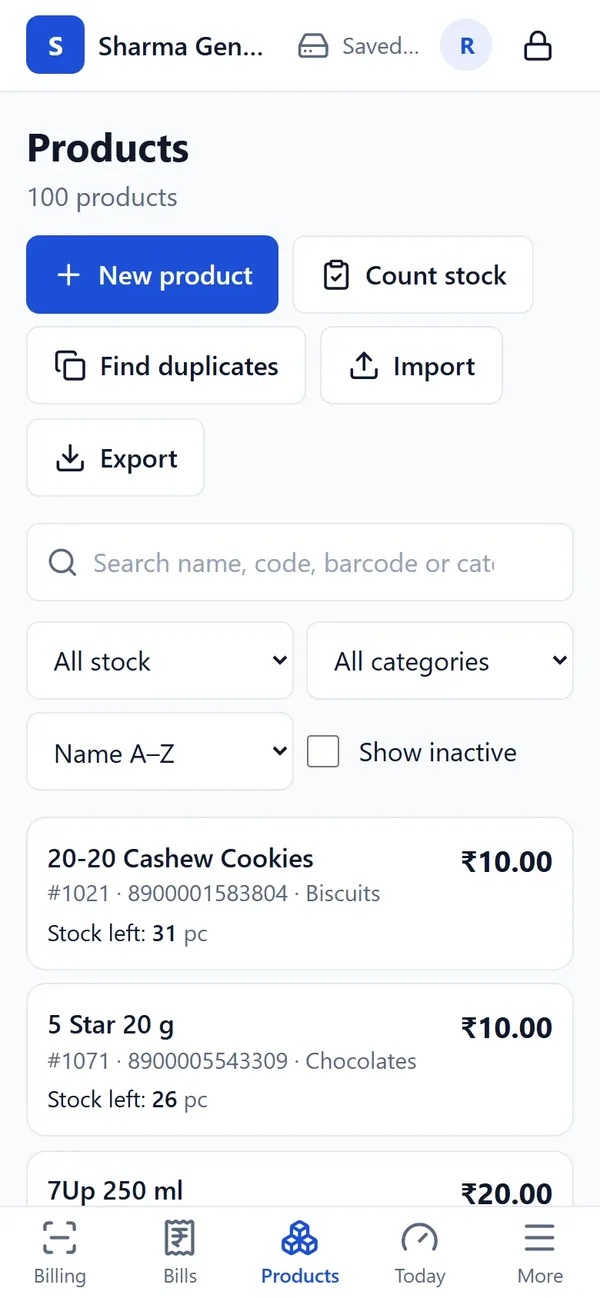 S Sharma Gen... Saved... R
Products
100 products
New product Count stock
Find duplicates Import
Export
Search name, code, barcode or cate
All stock All categories
Name A–Z Show inactive
20-20 Cashew Cookies ₹10.00
#1021 · 8900001583804 · Biscuits
Stock left: 31 pc
5 Star 20 g ₹10.00
#1071 · 8900005543309 · Chocolates
Stock left: 26 pc
7Up 250 ml ₹20.00
Billing Bills Products Today More